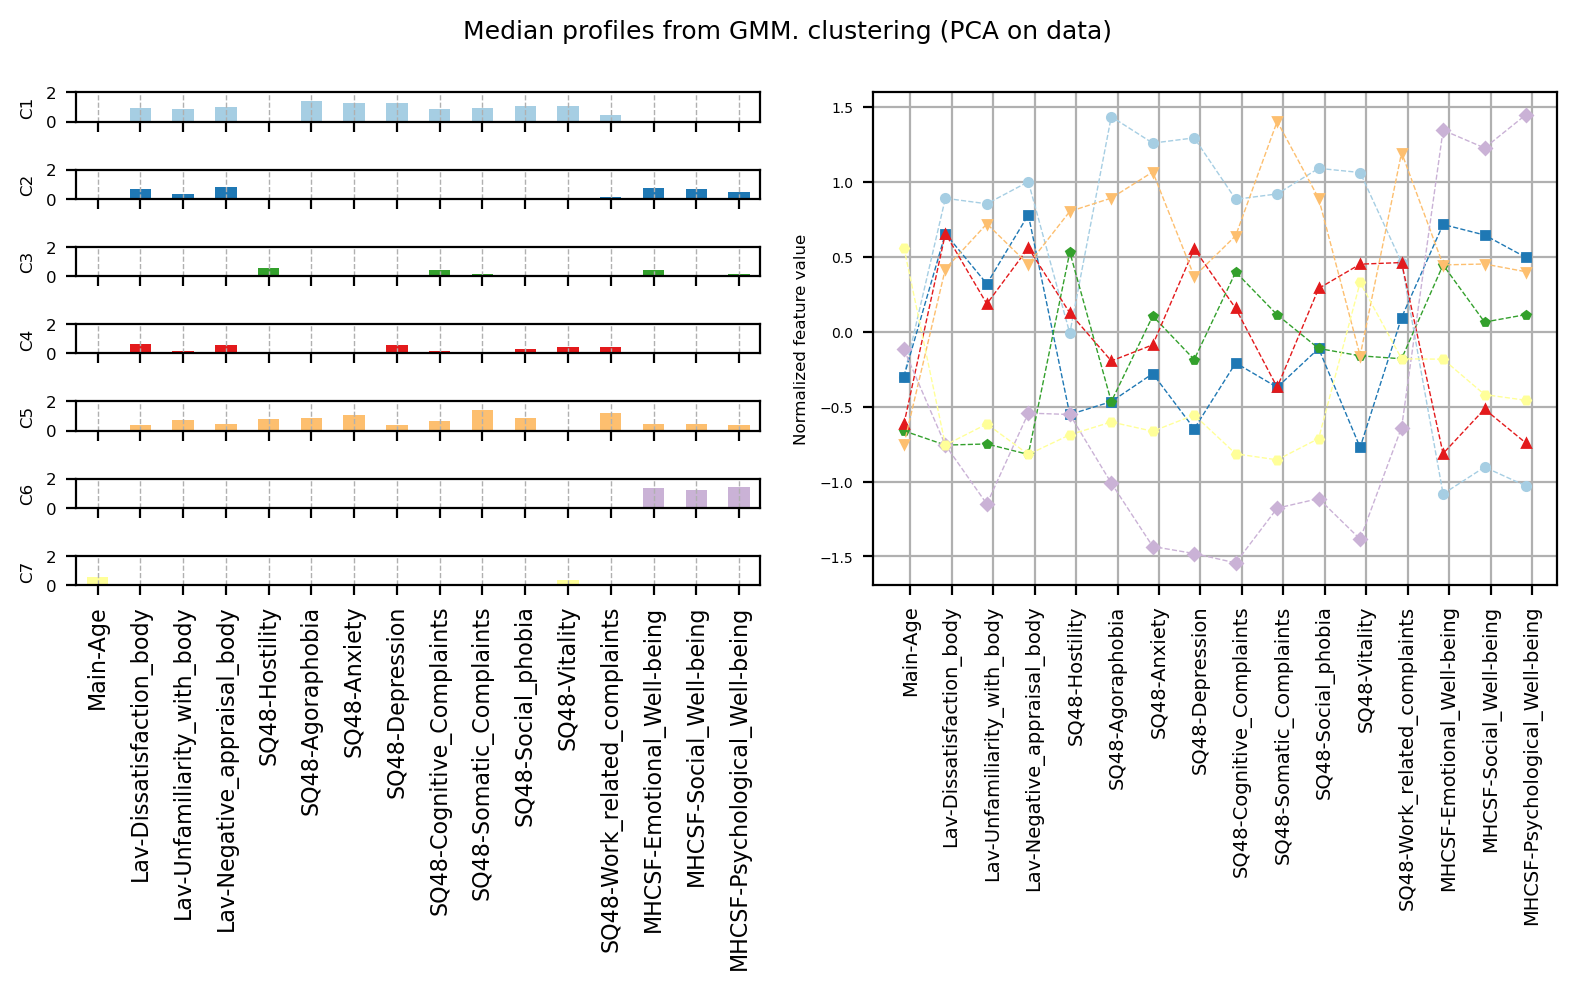 Median profiles from GMM. clustering (PCA on data)
C1
2
0
C2
2
0
C3
2
0
C4
2
0
C5
2
0
C6
2
0
C7
2
0
Main-Age
Lav-Dissatisfaction_body
Lav-Unfamiliarity_with_body
Lav-Negative_appraisal_body
SQ48-Hostility
SQ48-Agoraphobia
SQ48-Anxiety
SQ48-Depression
SQ48-Cognitive_Complaints
SQ48-Somatic_Complaints
SQ48-Social_phobia
SQ48-Vitality
SQ48-Work_related_complaints
MHCSF-Emotional_Well-being
MHCSF-Social_Well-being
MHCSF-Psychological_Well-being
Normalized feature value
1.5
1.0
0.5
0.0
−0.5
−1.0
−1.5
Main-Age
Lav-Dissatisfaction_body
Lav-Unfamiliarity_with_body
Lav-Negative_appraisal_body
SQ48-Hostility
SQ48-Agoraphobia
SQ48-Anxiety
SQ48-Depression
SQ48-Cognitive_Complaints
SQ48-Somatic_Complaints
SQ48-Social_phobia
SQ48-Vitality
SQ48-Work_related_complaints
MHCSF-Emotional_Well-being
MHCSF-Social_Well-being
MHCSF-Psychological_Well-being